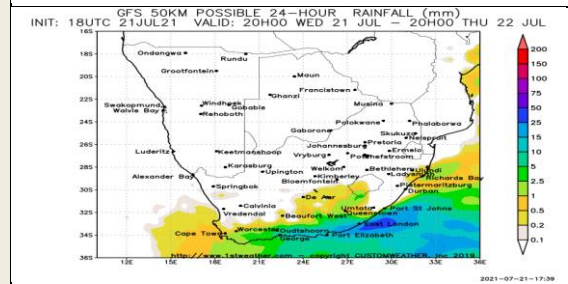 GFS 50KM POSSIBLE 24-HOUR RAINFALL (mm)
INIT: 18UTC 21JUL21 VALID: 20H00 WED 21 JUL - 20H00 THU 22 JUL
16S
18S
20S
22S
24S
26S
28S
30S
32S
34S
36S
Ondangwa
Rundu
Grootfontein
Maun
Ghanzi
Francistown
Swakopmund
Walvis Bay
Windhoek
Gobabis
Rehoboth
Musina
Polokwane
Phalaborwa
Skukuza
Nelspruit
Gaborone
Pretoria
Johannesburg
Ermelo
Luderitz
Keetmanshoop
Vryburg
Potchefstroom
Karasburg
Upington
Welkom
Bethlehem
Ladysmith
Ulundi
Richards Bay
Alexander Bay
Kimberley
Bloemfontein
Pietermaritzburg
Durban
Springbok
De Aar
Calvinia
Vredendal
Umtata
Port St Johns
Queenstown
Beaufort West
East London
Cape Town
Worcester
Oudtshoorn
George
Port Elizabeth
http://www.1stweather.com - copyright CUSTOMWEATHER, Inc 2019
12E 15E 18E 21E 24E 27E 30E 33E 36E
200
150
100
75
50
25
15
10
5
2.5
1
0.5
0.2
0.1
2021-07-21-17:39